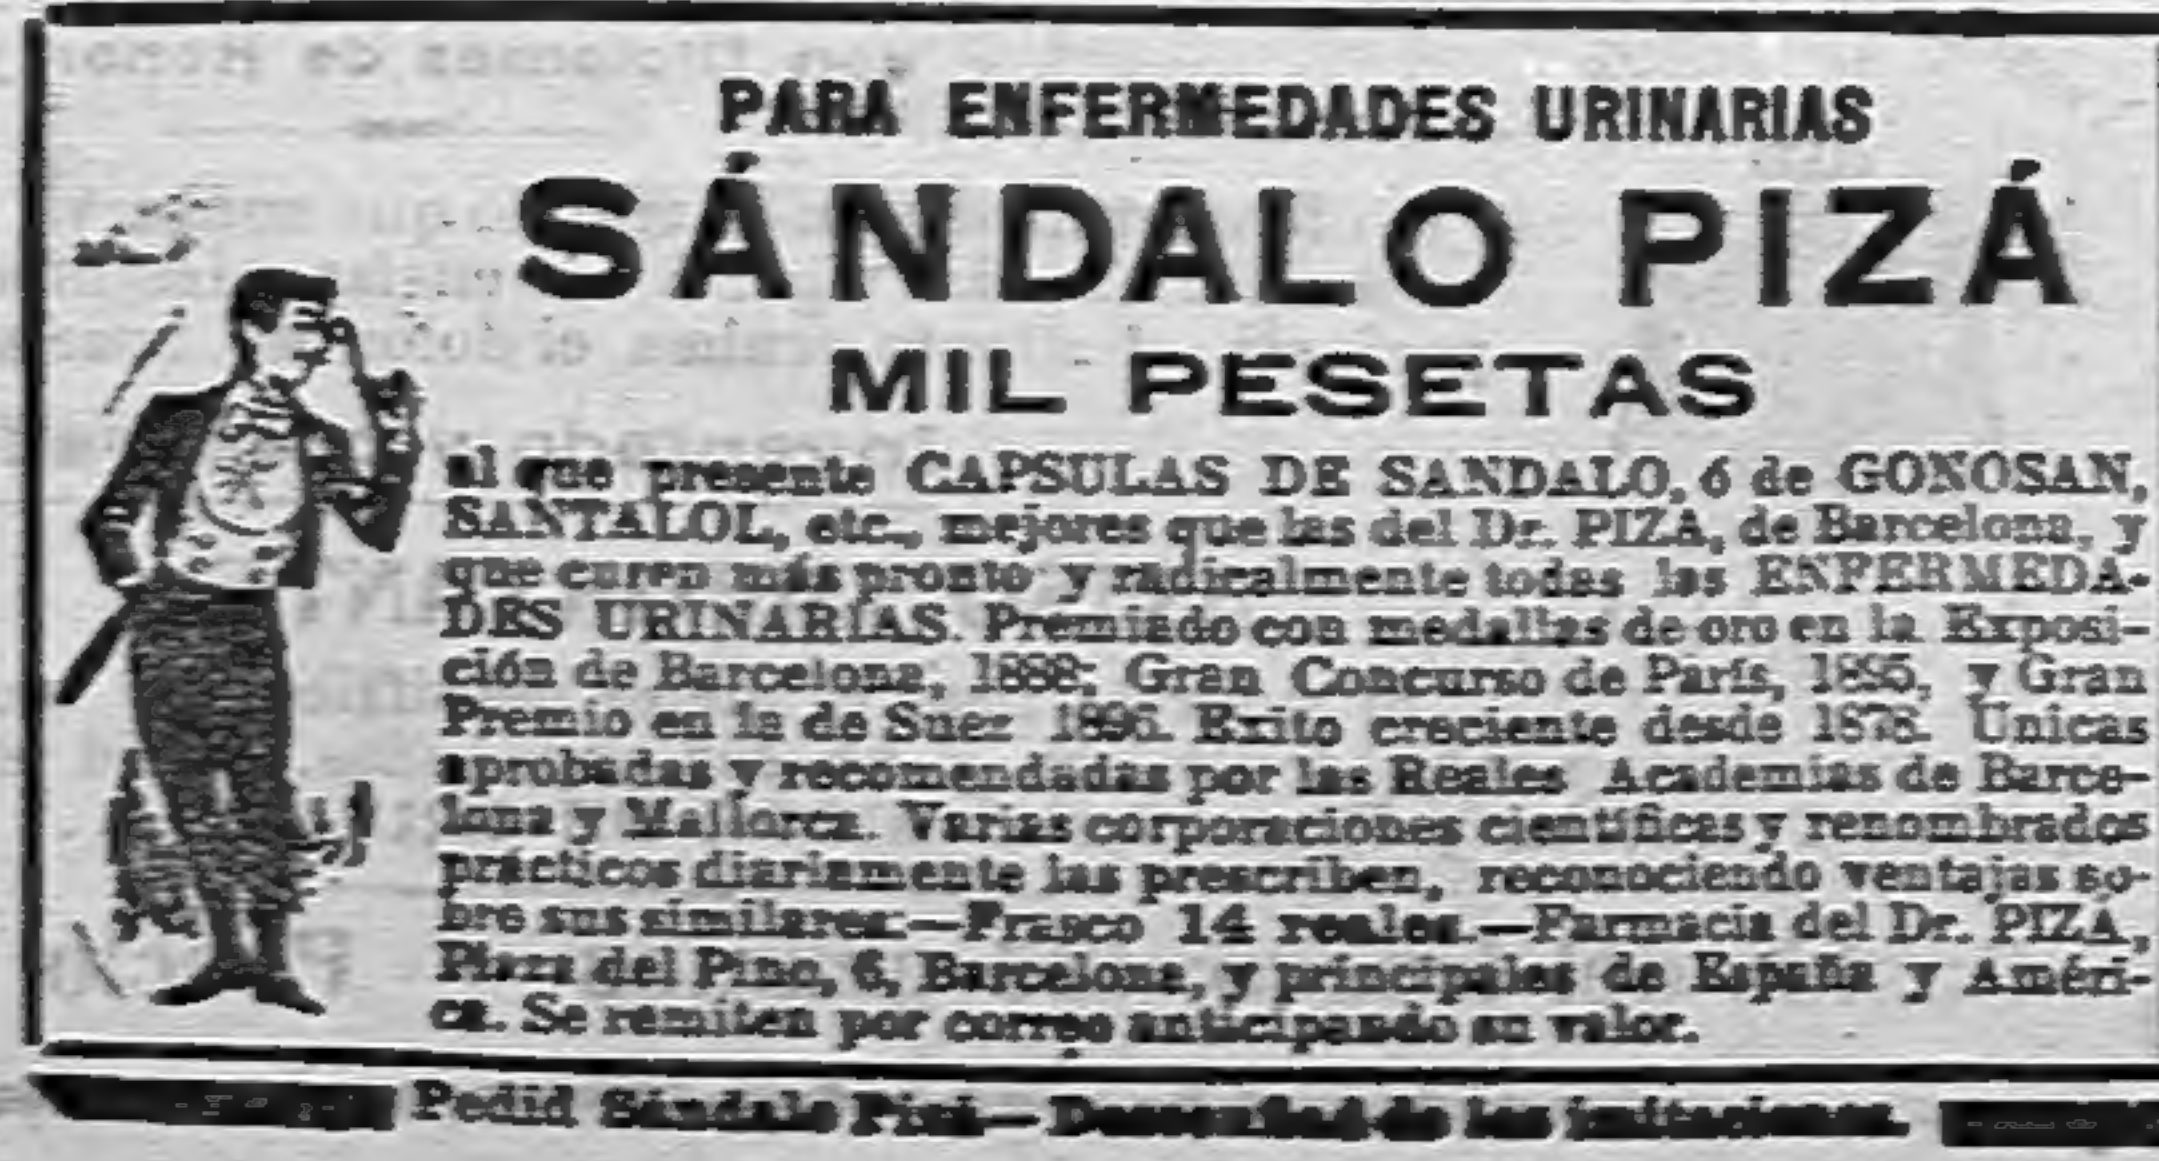 PARA ENFERMEDADES URINARIAS
SÁNDALO PIZÁ
MIL PESETAS
al que presente CAPSULAS DE SANDALO, ó de GONOSAN,
SANTALOL, etc., mejores que las del Dr. PIZÁ, de Barcelona, y
que curen más pronto y radicalmente todas las ENFERMEDA-
DES URINARIAS. Premiado con medallas de oro en la Exposi-
ción de Barcelona, 1888; Gran Concurso de París, 1895, y Gran
Premio en la de Suez 1896. Exito creciente desde 1878. Unicas
aprobadas y recomendadas por las Reales Academias de Barce-
lona y Mallorca. Varias corporaciones científicas y renombrados
prácticos diariamente las prescriben, reconociendo ventajas so-
bre sus similares.—Frasco 14 reales.—Farmacia del Dr. PIZÁ,
Plaza del Pino, 6, Barcelona, y principales de España y Améri-
ca. Se remiten por correo anticipando su valor.
Pedid Sándalo Pizá—Desconfiad de las imitaciones.